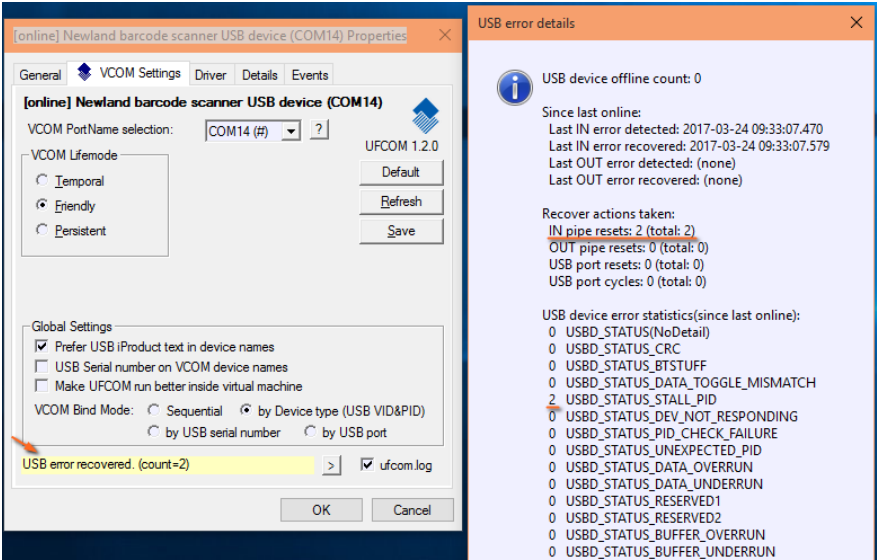 [online] Newland barcode scanner USB device (COM14) Properties
General
VCOM Settings
Driver
Details
Events
[online] Newland barcode scanner USB device (COM14)
VCOM PortName selection:
COM14 (#)
?
UFCOM 1.2.0
VCOM Lifemode
Temporal
Friendly
Persistent
Default
Refresh
Save
Global Settings
Prefer USB iProduct text in device names
USB Serial number on VCOM device names
Make UFCOM run better inside virtual machine
VCOM Bind Mode:
Sequential
by Device type (USB VID&PID)
by USB serial number
by USB port
USB error recovered. (count=2)
>
ufcom.log
OK
Cancel
USB error details
USB device offline count: 0
Since last online:
Last IN error detected: 2017-03-24 09:33:07.470
Last IN error recovered: 2017-03-24 09:33:07.579
Last OUT error detected: (none)
Last OUT error recovered: (none)
Recover actions taken:
IN pipe resets: 2 (total: 2)
OUT pipe resets: 0 (total: 0)
USB port resets: 0 (total: 0)
USB port cycles: 0 (total: 0)
USB device error statistics(since last online):
0 USBD_STATUS(NoDetail)
0 USBD_STATUS_CRC
0 USBD_STATUS_BTSTUFF
0 USBD_STATUS_DATA_TOGGLE_MISMATCH
2 USBD_STATUS_STALL_PID
0 USBD_STATUS_DEV_NOT_RESPONDING
0 USBD_STATUS_PID_CHECK_FAILURE
0 USBD_STATUS_UNEXPECTED_PID
0 USBD_STATUS_DATA_OVERRUN
0 USBD_STATUS_DATA_UNDERRUN
0 USBD_STATUS_RESERVED1
0 USBD_STATUS_RESERVED2
0 USBD_STATUS_BUFFER_OVERRUN
0 USBD_STATUS_BUFFER_UNDERRUN